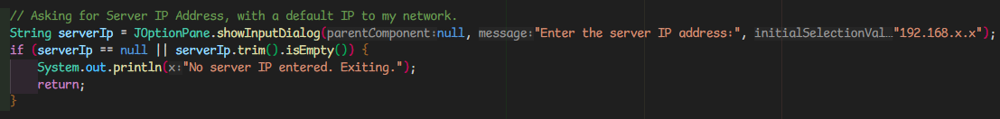 // Asking for Server IP Address, with a default IP to my network.
String serverIp = JOptionPane.showInputDialog(parentComponent:null, message:"Enter the server IP address:", initialSelectionVal…"192.168.x.x");
if (serverIp == null || serverIp.trim().isEmpty()) {
    System.out.println(x:"No server IP entered. Exiting.");
    return;
}